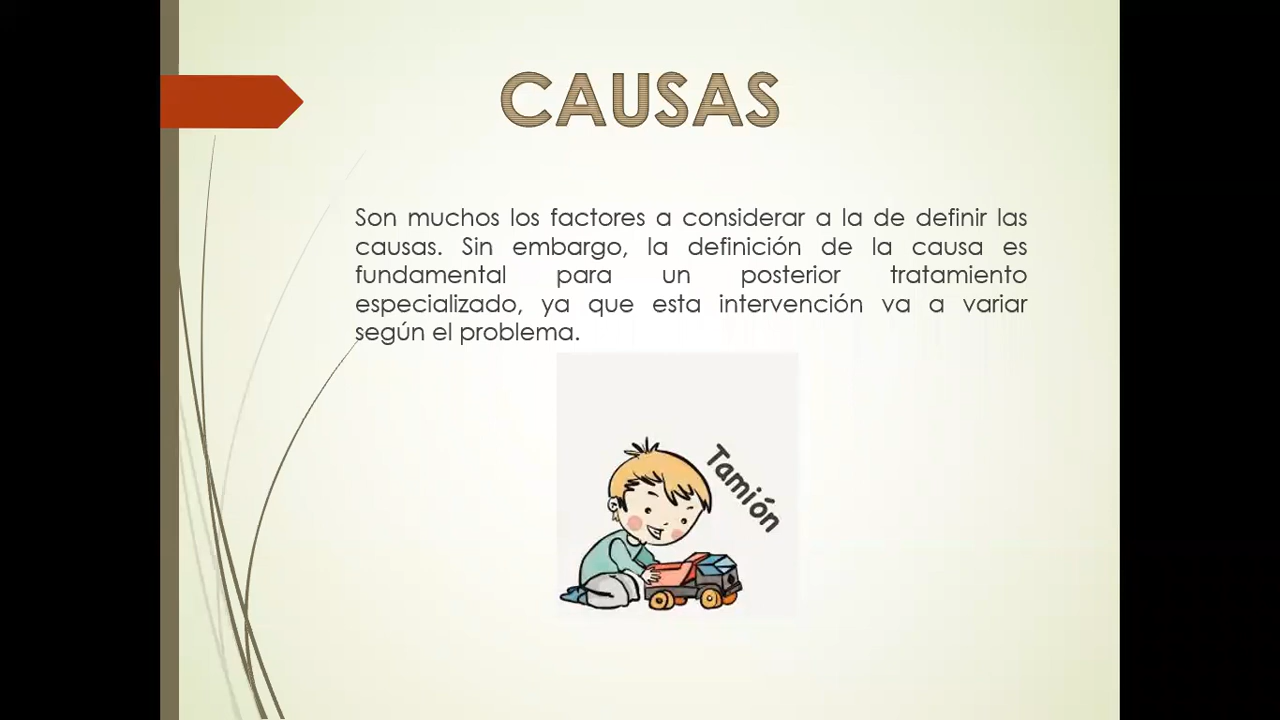 CAUSAS
Son muchos los factores a considerar a la de definir las
causas. Sin embargo, la definición de la causa es
fundamental para un posterior tratamiento
especializado, ya que esta intervención va a variar
según el problema.
Tamión